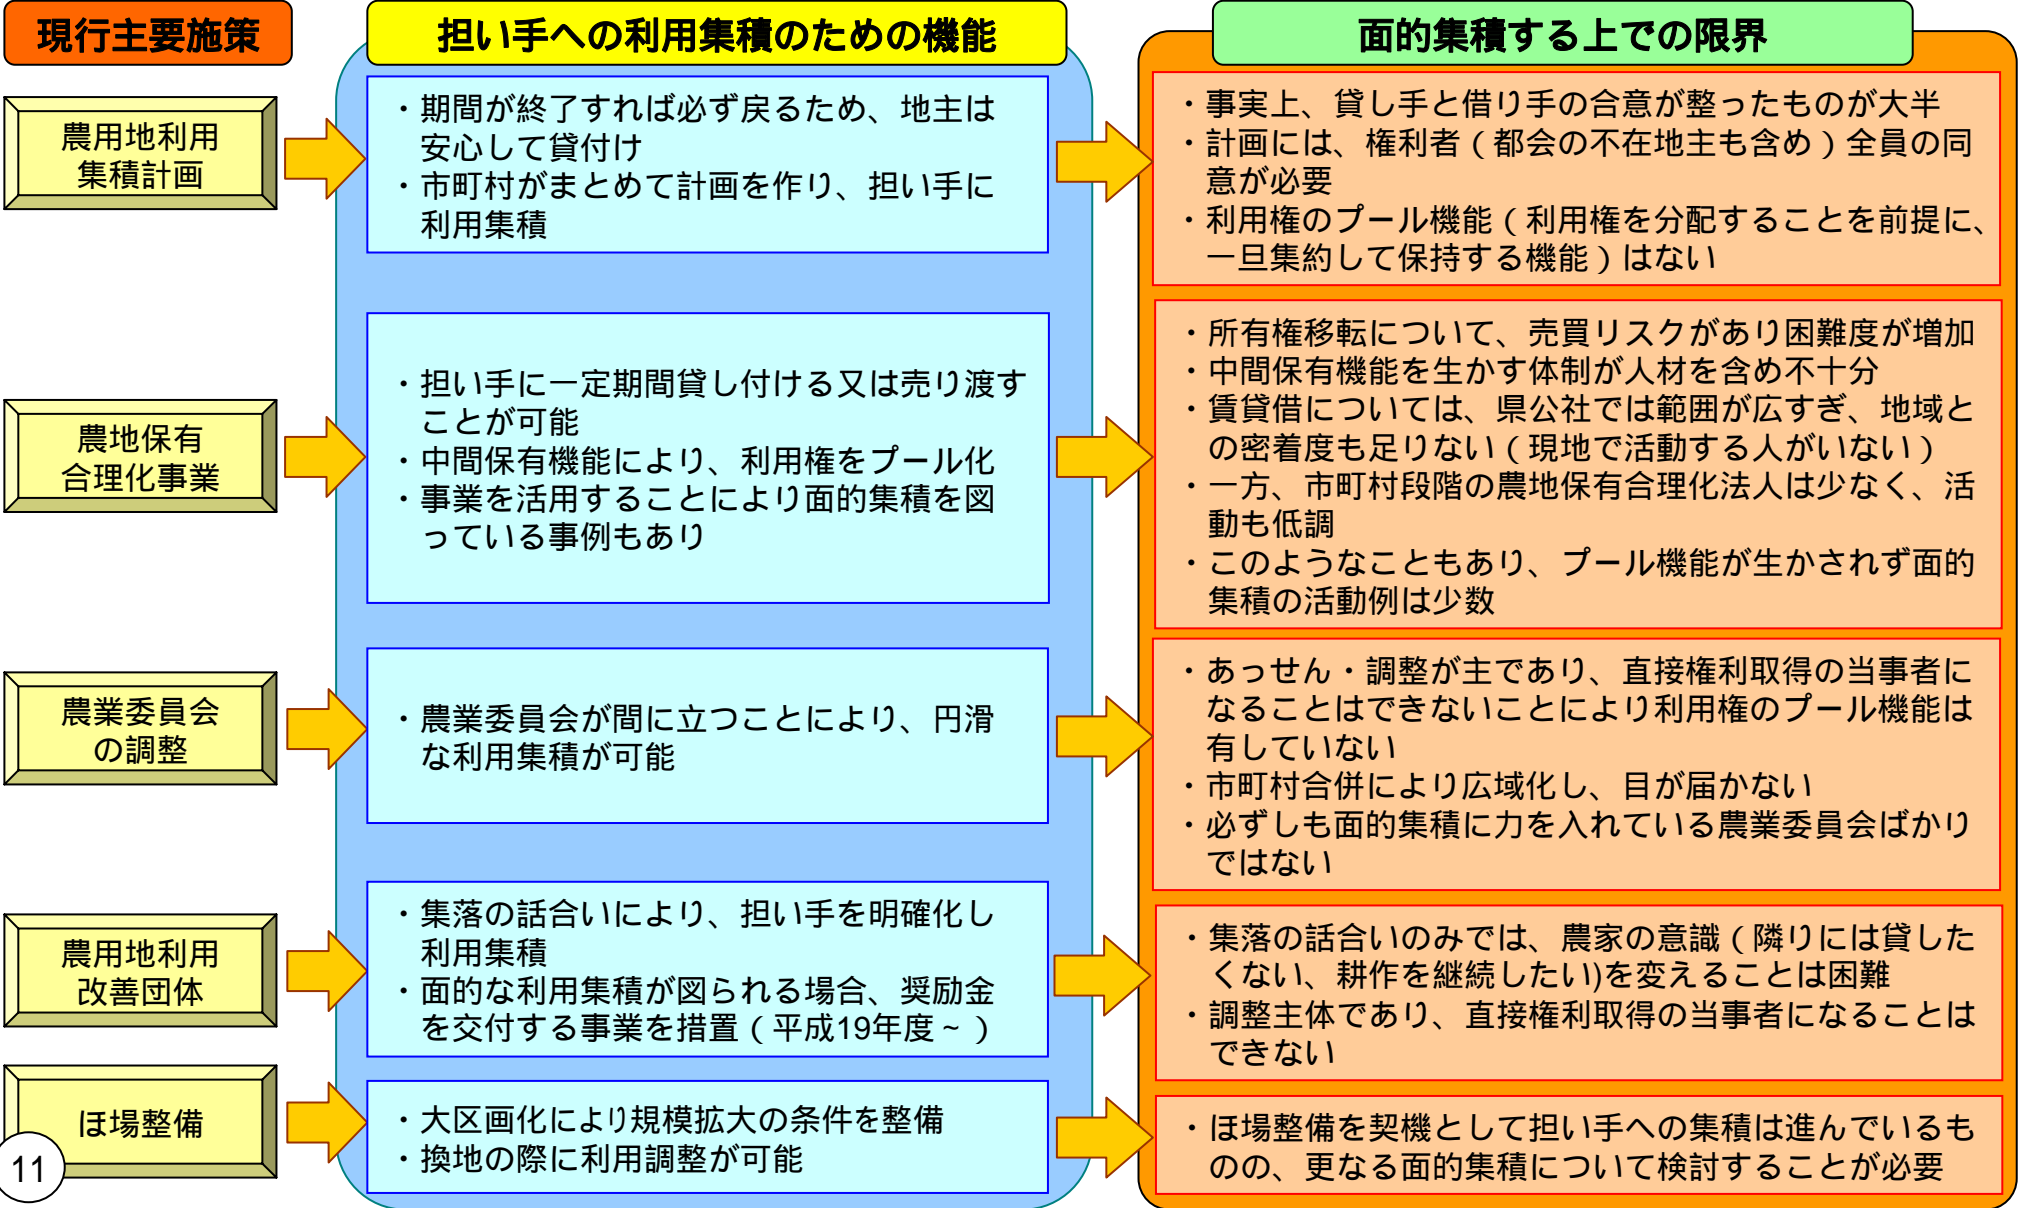 現行主要施策
担い手への利用集積のための機能
面的集積する上での限界
農用地利用
集積計画
・期間が終了すれば必ず戻るため、地主は
安心して貸付け
・市町村がまとめて計画を作り、担い手に
利用集積
・事実上、貸し手と借り手の合意が整ったものが大半
・計画には、権利者（都会の不在地主も含め）全員の同
意が必要
・利用権のプール機能（利用権を分配することを前提に、
一旦集約して保持する機能）はない
農地保有
合理化事業
・担い手に一定期間貸し付ける又は売り渡す
ことが可能
・中間保有機能により、利用権をプール化
・事業を活用することにより面的集積を図
っている事例もあり
・所有権移転について、売買リスクがあり困難度が増加
・中間保有機能を生かす体制が人材を含め不十分
・賃貸借については、県公社では範囲が広すぎ、地域と
の密着度も足りない（現地で活動する人がいない）
・一方、市町村段階の農地保有合理化法人は少なく、活
動も低調
・このようなこともあり、プール機能が生かされず面的
集積の活動例は少数
農業委員会
の調整
・農業委員会が間に立つことにより、円滑
な利用集積が可能
・あっせん・調整が主であり、直接権利取得の当事者に
なることはできないことにより利用権のプール機能は
有していない
・市町村合併により広域化し、目が届かない
・必ずしも面的集積に力を入れている農業委員会ばかり
ではない
農用地利用
改善団体
・集落の話合いにより、担い手を明確化し
利用集積
・面的な利用集積が図られる場合、奨励金
を交付する事業を措置（平成19年度～）
・集落の話合いのみでは、農家の意識（隣りには貸した
くない、耕作を継続したい)を変えることは困難
・調整主体であり、直接権利取得の当事者になることは
できない
ほ場整備
・大区画化により規模拡大の条件を整備
・換地の際に利用調整が可能
・ほ場整備を契機として担い手への集積は進んでいるも
のの、更なる面的集積について検討することが必要
11